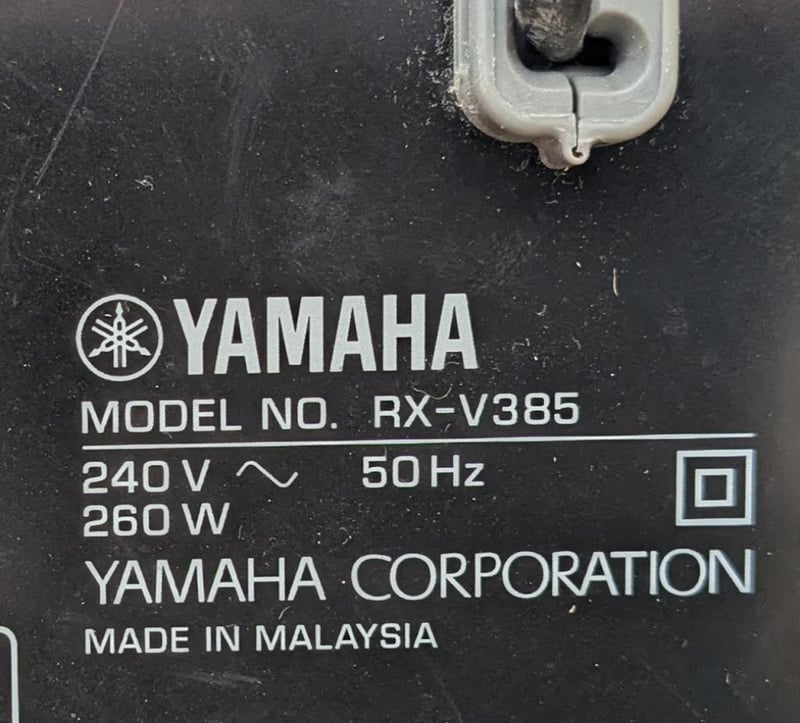 YAMAHA
MODEL NO. RX-V385
240 V ~ 50 Hz
260 W
YAMAHA CORPORATION
MADE IN MALAYSIA